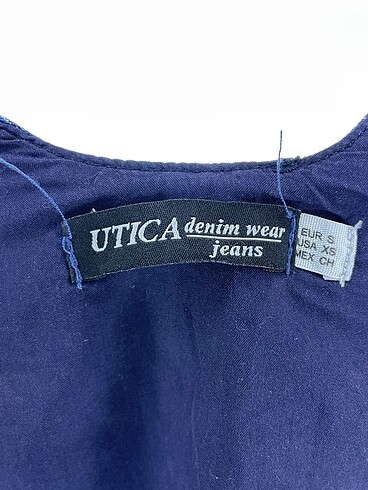 UTICA denim wear
jeans
EUR S
USA XS
MEX CH